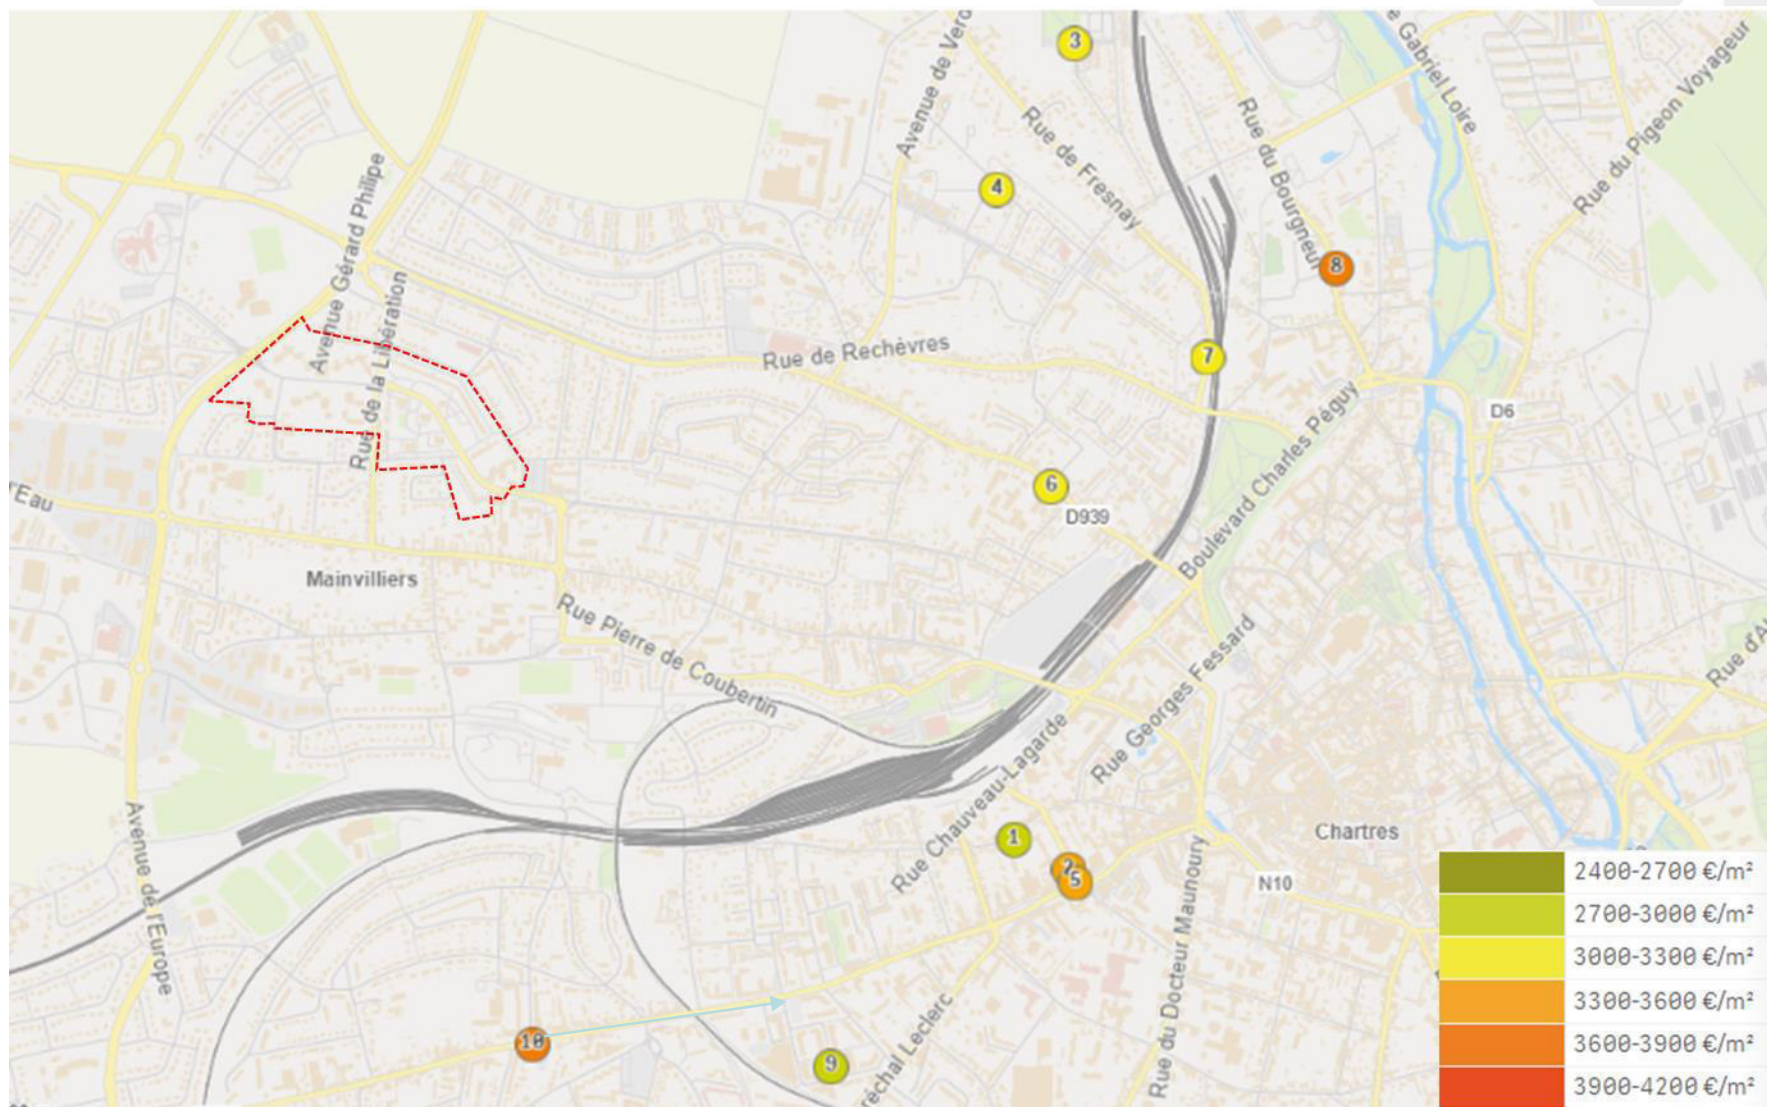 3
e Gabriel Loire
Avenue de Verd
Rue du Pigeon Voyageur
Rue de Fresnay
Rue du Bourgneuf
4
Avenue Gérard Philipe
8
Rue de la Libération
Rue de Rechèvres
7
D6
Boulevard Charles Péguy
r'Eau
6
D939
Mainvilliers
Rue Pierre de Coubertin
Rue Georges Fessard
Rue d'Al
Rue Chauveau-Lagarde
Avenue de l'Europe
1
Chartres
2
5
N10
Rue du Docteur Maunoury
réchal Leclerc
10
9
2400-2700 €/m²
2700-3000 €/m²
3000-3300 €/m²
3300-3600 €/m²
3600-3900 €/m²
3900-4200 €/m²